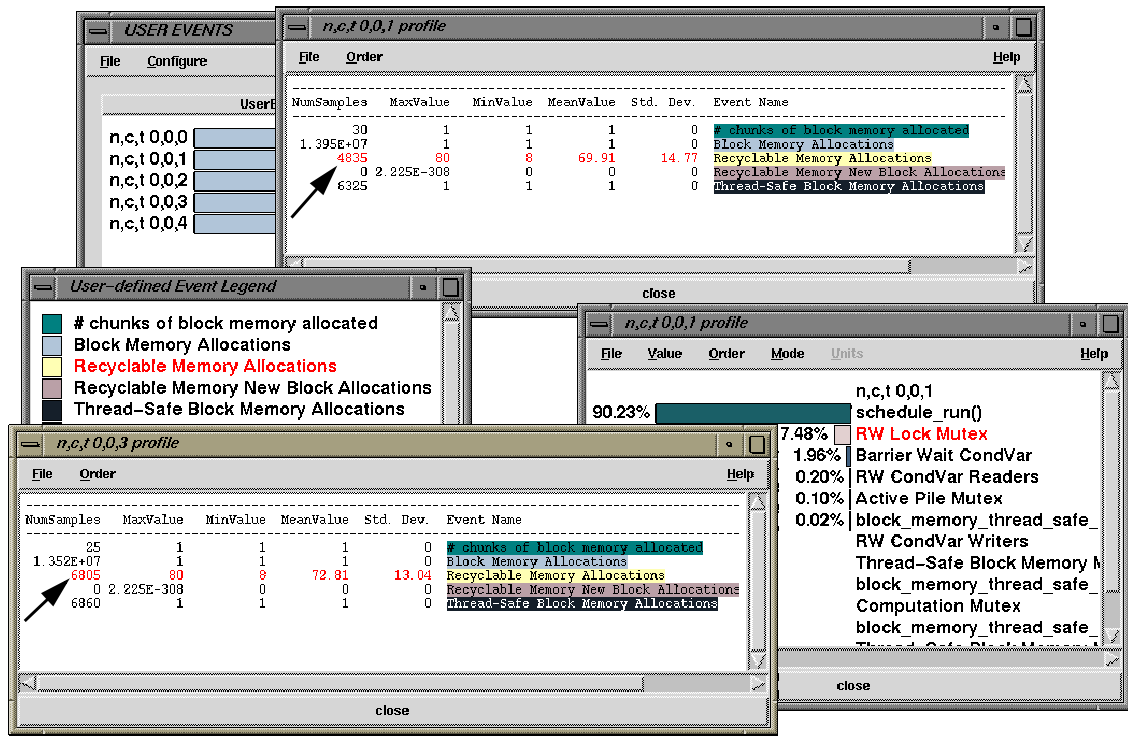 USER EVENTS
File Configure
n,c,t 0,0,0
n,c,t 0,0,1
n,c,t 0,0,2
n,c,t 0,0,3
n,c,t 0,0,4
n,c,t 0,0,1 profile
File Order Help
NumSamples MaxValue MinValue MeanValue Std. Dev. Event Name
30 1 1 1 0 # chunks of block memory allocated
1.395E+07 1 1 1 0 Block Memory Allocations
4835 80 8 69.91 14.77 Recyclable Memory Allocations
0 2.225E-308 0 0 0 Recyclable Memory New Block Allocations
6325 1 1 1 0 Thread-Safe Block Memory Allocations
close
User-defined Event Legend
# chunks of block memory allocated
Block Memory Allocations
Recyclable Memory Allocations
Recyclable Memory New Block Allocations
Thread-Safe Block Memory Allocations
n,c,t 0,0,1 profile
File Value Order Mode Units Help
n,c,t 0,0,1
90.23% schedule_run()
7.48% RW Lock Mutex
1.96% Barrier Wait CondVar
0.20% RW CondVar Readers
0.10% Active Pile Mutex
0.02% block_memory_thread_safe_
RW CondVar Writers
Thread-Safe Block Memory M
block_memory_thread_safe_
Computation Mutex
block_memory_thread_safe_
Thread-Safe Block Memory M
close
n,c,t 0,0,3 profile
File Order Help
NumSamples MaxValue MinValue MeanValue Std. Dev. Event Name
25 1 1 1 0 # chunks of block memory allocated
1.352E+07 1 1 1 0 Block Memory Allocations
6805 80 8 72.81 13.04 Recyclable Memory Allocations
0 2.225E-308 0 0 0 Recyclable Memory New Block Allocations
6860 1 1 1 0 Thread-Safe Block Memory Allocations
close